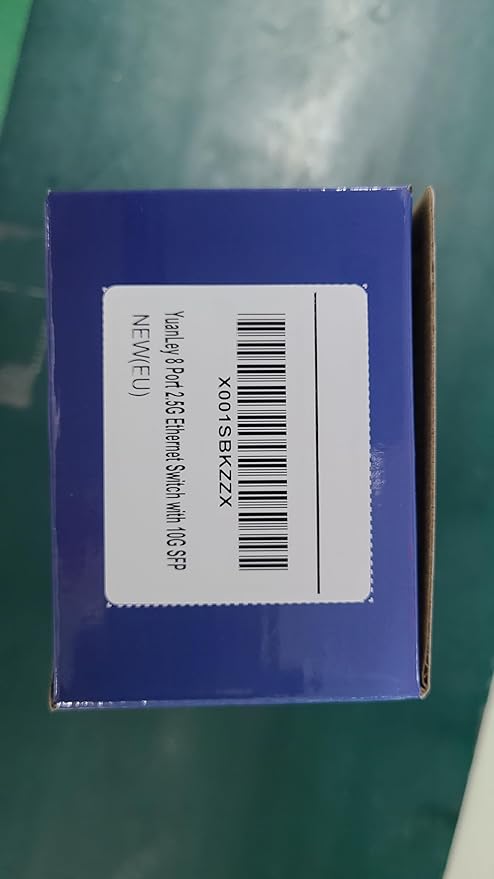 X001SBKZZX
YuanLey 8 Port 2.5G Ethernet Switch with 10G SFP
NEW(EU)